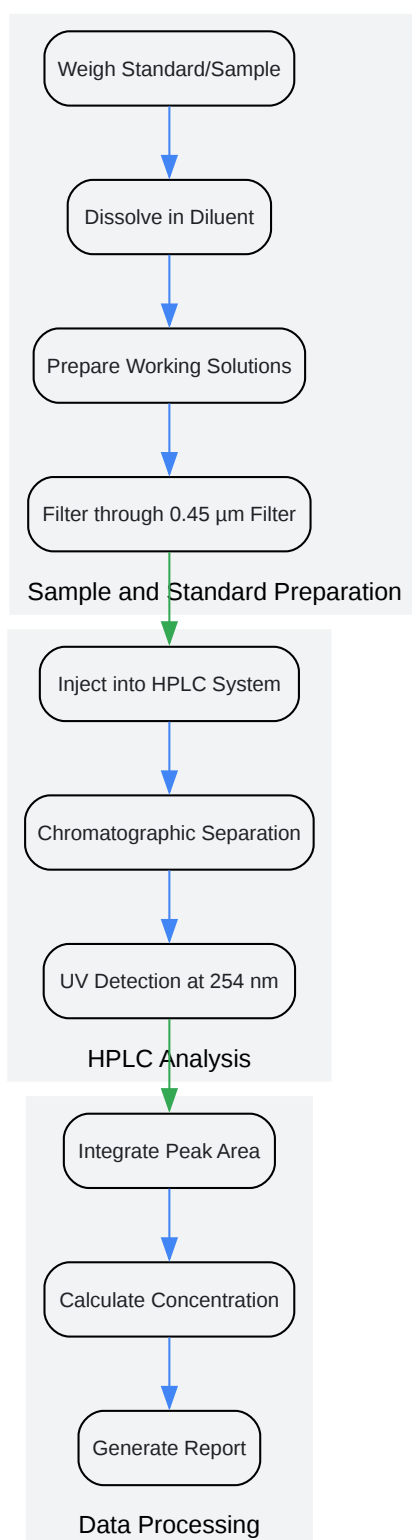 Weigh Standard/Sample
Dissolve in Diluent
Prepare Working Solutions
Filter through 0.45 µm Filter
Sample and Standard Preparation
Inject into HPLC System
Chromatographic Separation
UV Detection at 254 nm
HPLC Analysis
Integrate Peak Area
Calculate Concentration
Generate Report
Data Processing